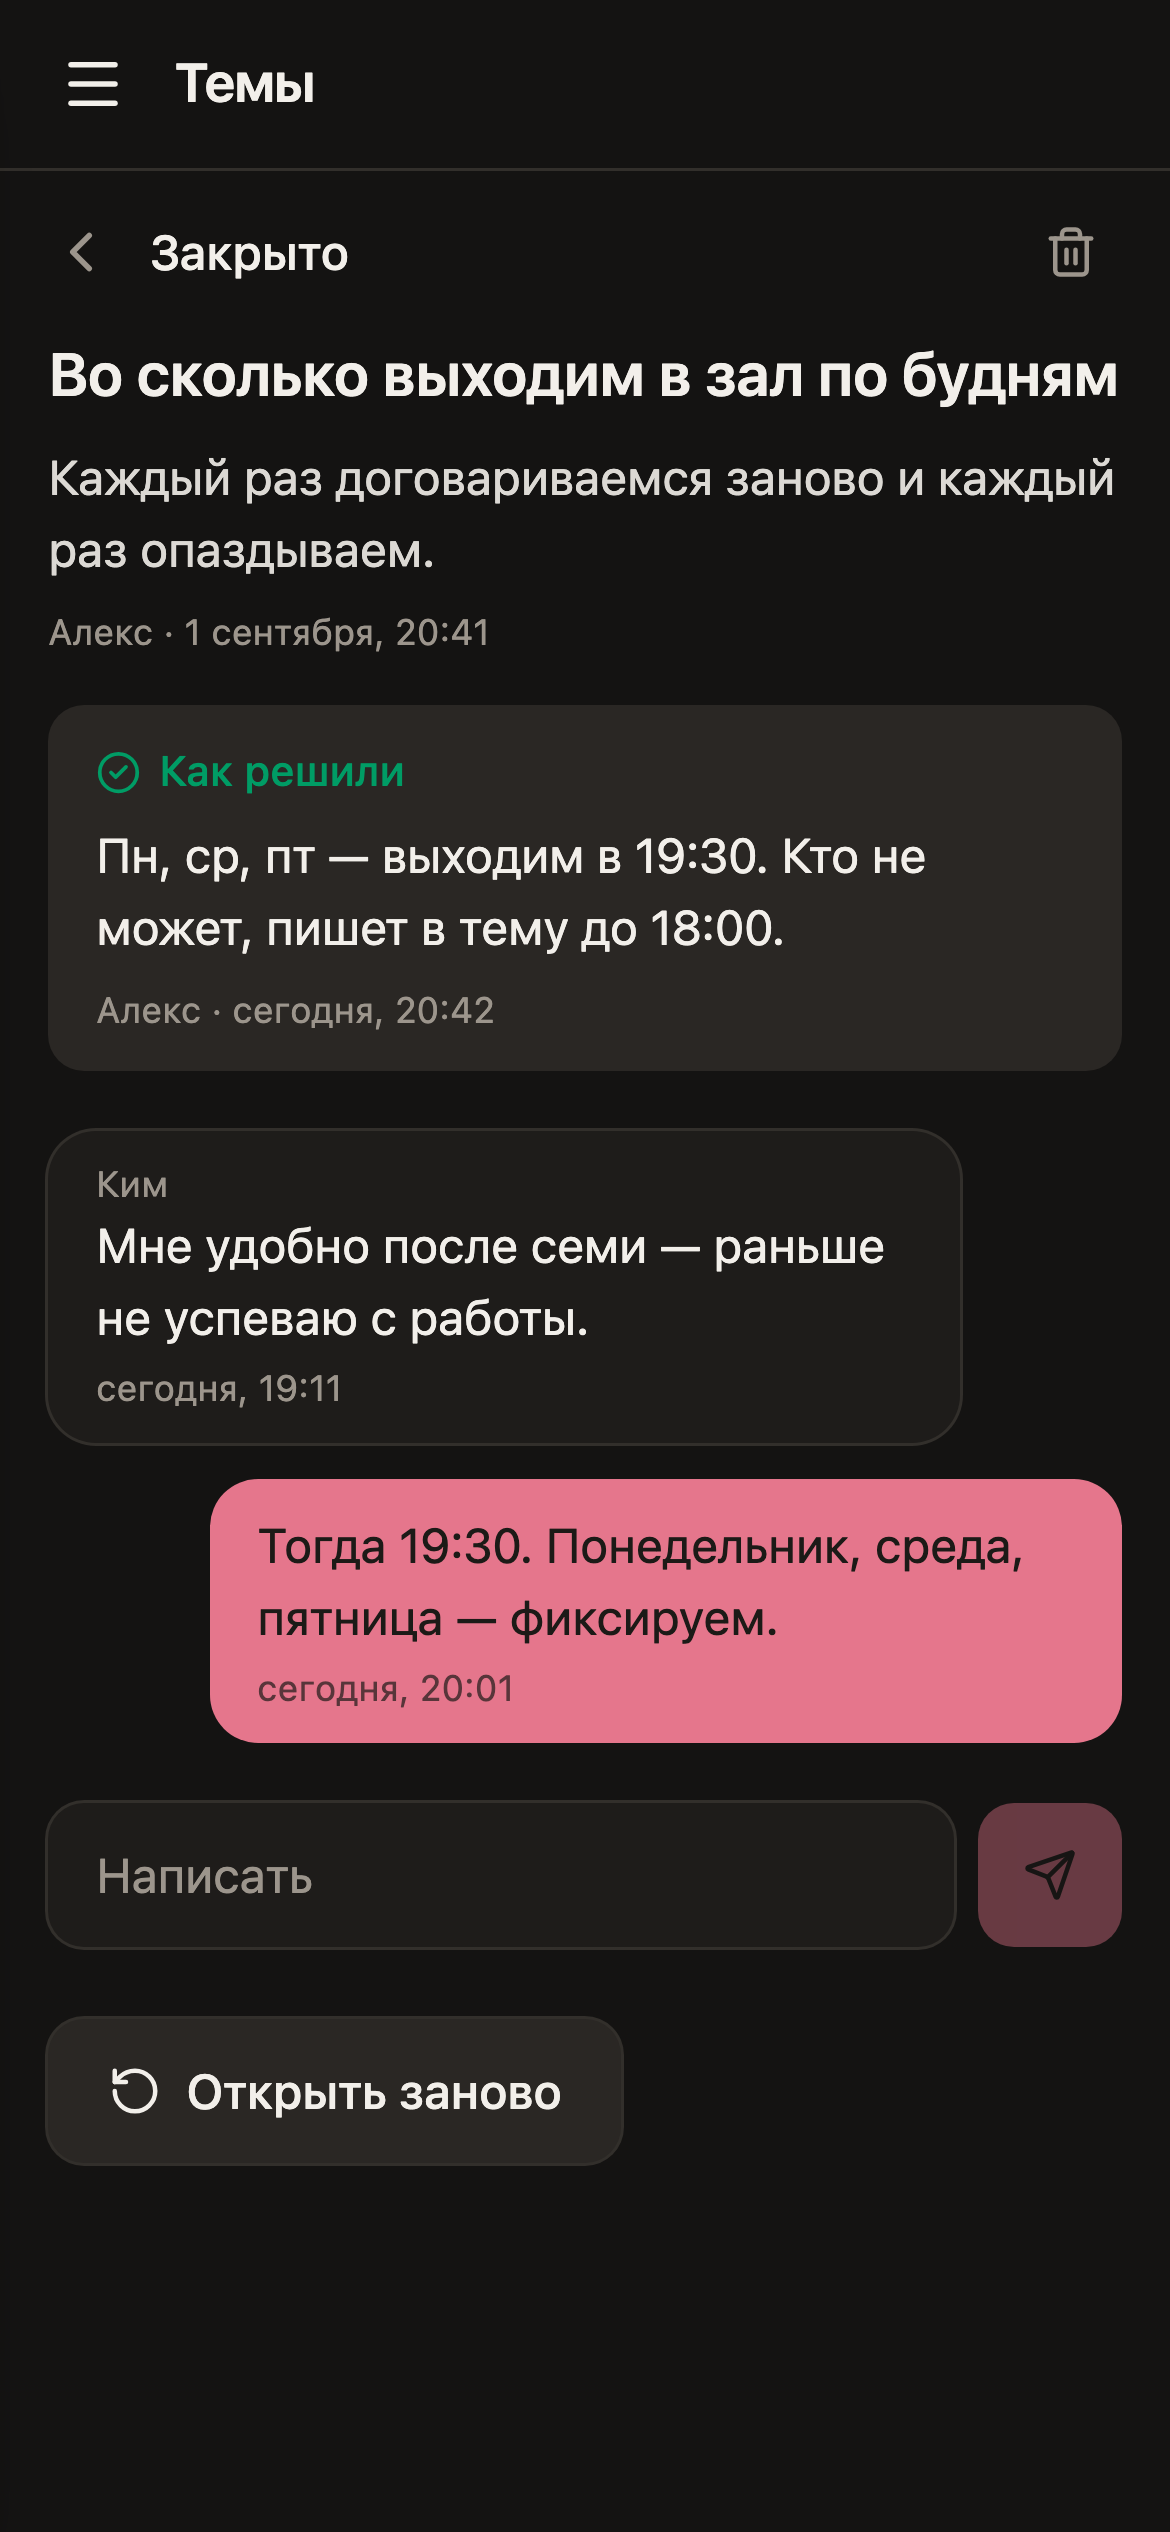 Темы
Закрыто
Во сколько выходим в зал по будням
Каждый раз договариваемся заново и каждый
раз опаздываем.
Алекс · 1 сентября, 20:41
Как решили
Пн, ср, пт — выходим в 19:30. Кто не
может, пишет в тему до 18:00.
Алекс · сегодня, 20:42
Ким
Мне удобно после семи — раньше
не успеваю с работы.
сегодня, 19:11
Тогда 19:30. Понедельник, среда,
пятница — фиксируем.
сегодня, 20:01
Написать
Открыть заново